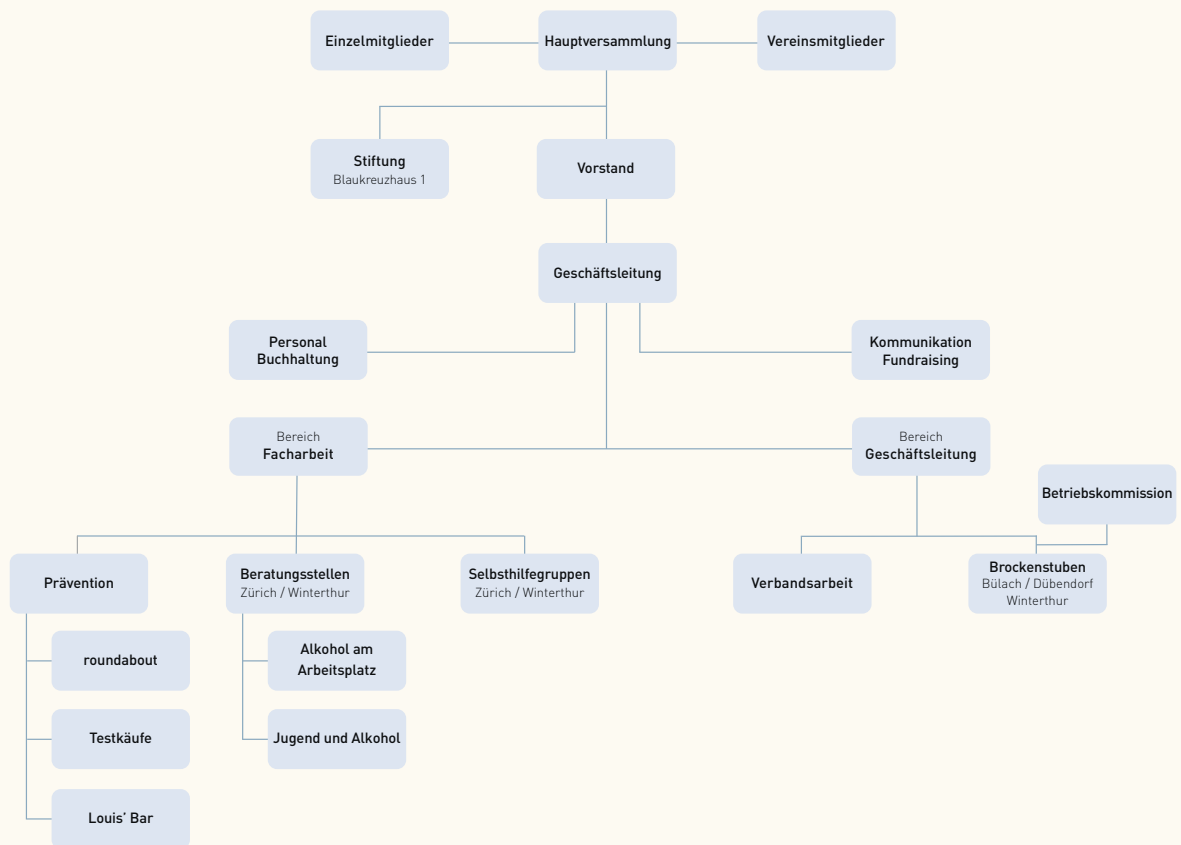 Einzelmitglieder
Hauptversammlung
Vereinsmitglieder
Stiftung
Blaukreuzhaus 1
Vorstand
Geschäftsleitung
Personal
Buchhaltung
Kommunikation
Fundraising
Bereich
Facharbeit
Bereich
Geschäftsleitung
Betriebskommission
Prävention
Beratungsstellen
Zürich / Winterthur
Selbsthilfegruppen
Zürich / Winterthur
Verbandsarbeit
Brockenstuben
Bülach / Dübendorf
Winterthur
roundabout
Alkohol am
Arbeitsplatz
Testkäufe
Jugend und Alkohol
Louis’ Bar